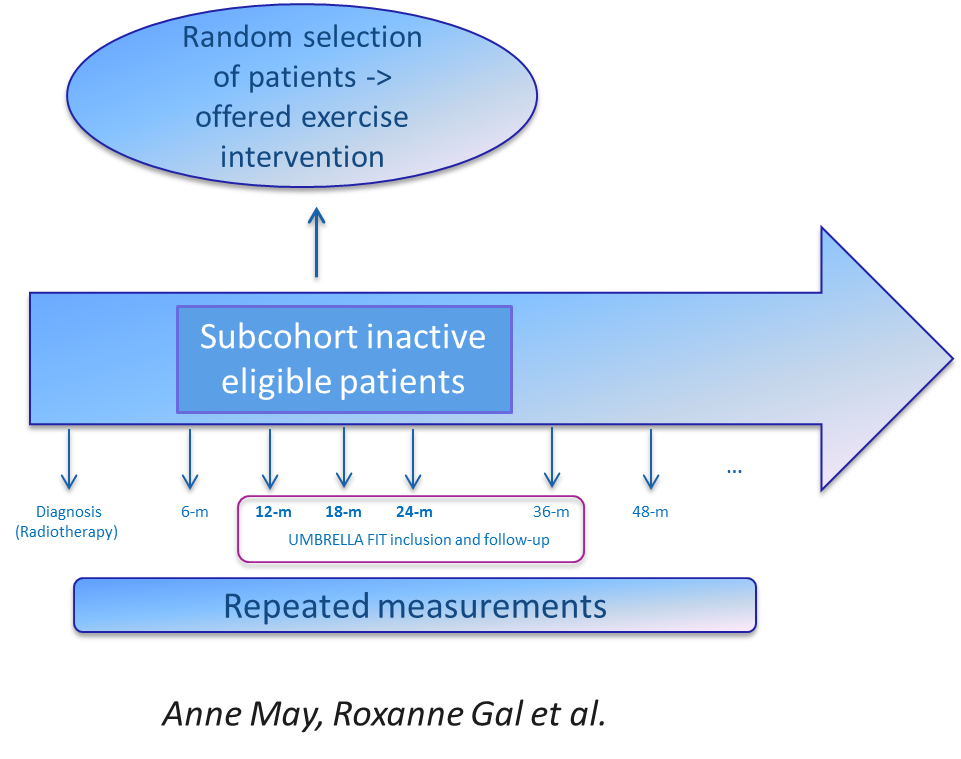 Random selection
of patients ->
offered exercise
intervention
Subcohort inactive
eligible patients
Diagnosis
(Radiotherapy)
6-m
12-m
18-m
24-m
36-m
48-m
...
UMBRELLA FIT inclusion and follow-up
Repeated measurements
Anne May, Roxanne Gal et al.